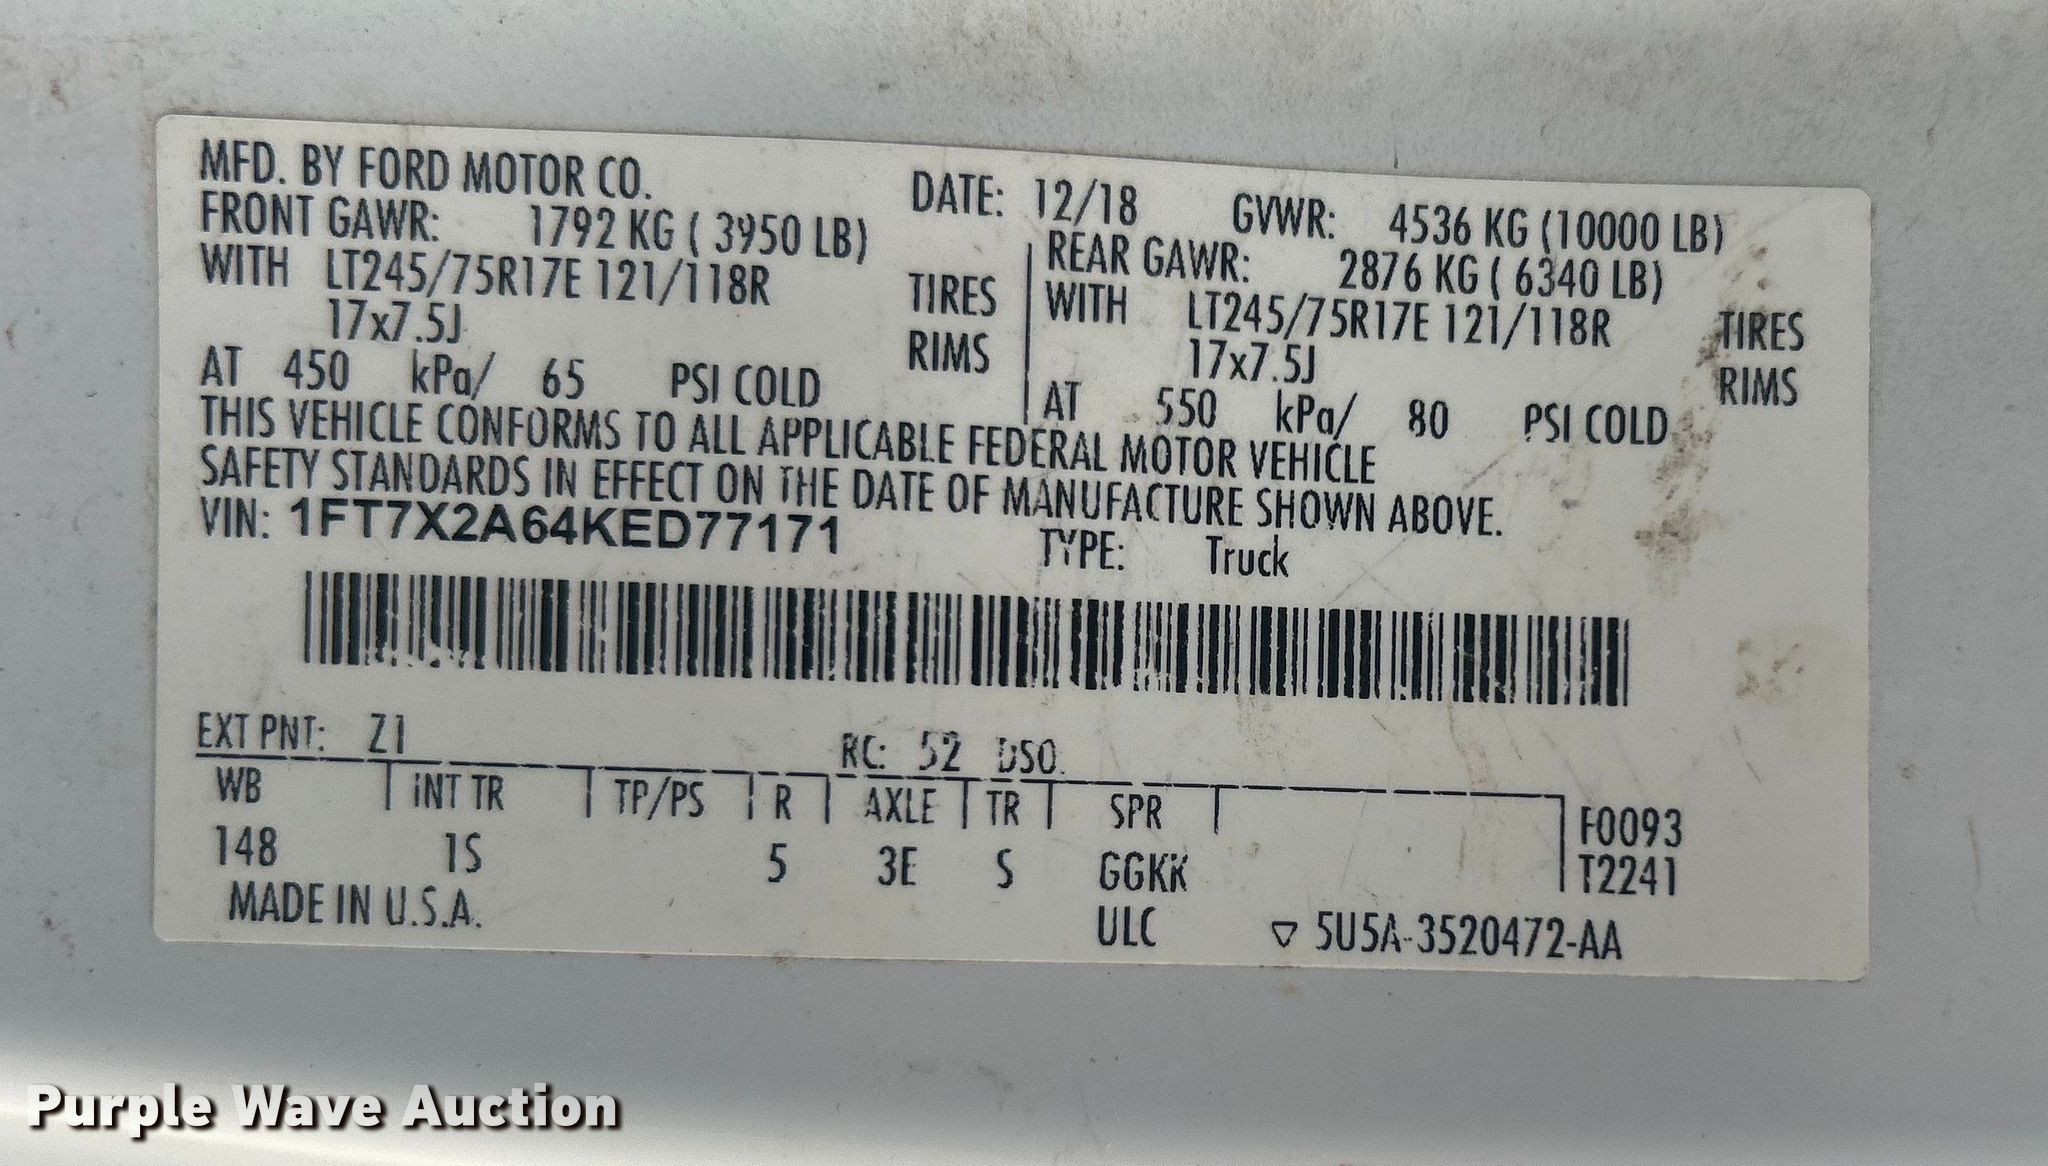 MFD. BY FORD MOTOR CO. DATE: 12/18 GVWR: 4536 KG (10000 LB)
FRONT GAWR: 1792 KG ( 3950 LB) REAR GAWR: 2876 KG ( 6340 LB)
WITH LT245/75R17E 121/118R TIRES WITH LT245/75R17E 121/118R TIRES
17x7.5J RIMS 17x7.5J RIMS
AT 450 kPa/ 65 PSI COLD AT 550 kPa/ 80 PSI COLD
THIS VEHICLE CONFORMS TO ALL APPLICABLE FEDERAL MOTOR VEHICLE
SAFETY STANDARDS IN EFFECT ON THE DATE OF MANUFACTURE SHOWN ABOVE.
VIN: 1FT7X2A64KED77171 TYPE: Truck
EXT PNT: Z1 RC: 52 DSO:
WB INT TR TP/PS R AXLE TR SPR F0093
148 1S 5 3E S GGKK T2241
MADE IN U.S.A. ULC ▽ 5U5A-3520472-AA
Purple Wave Auction